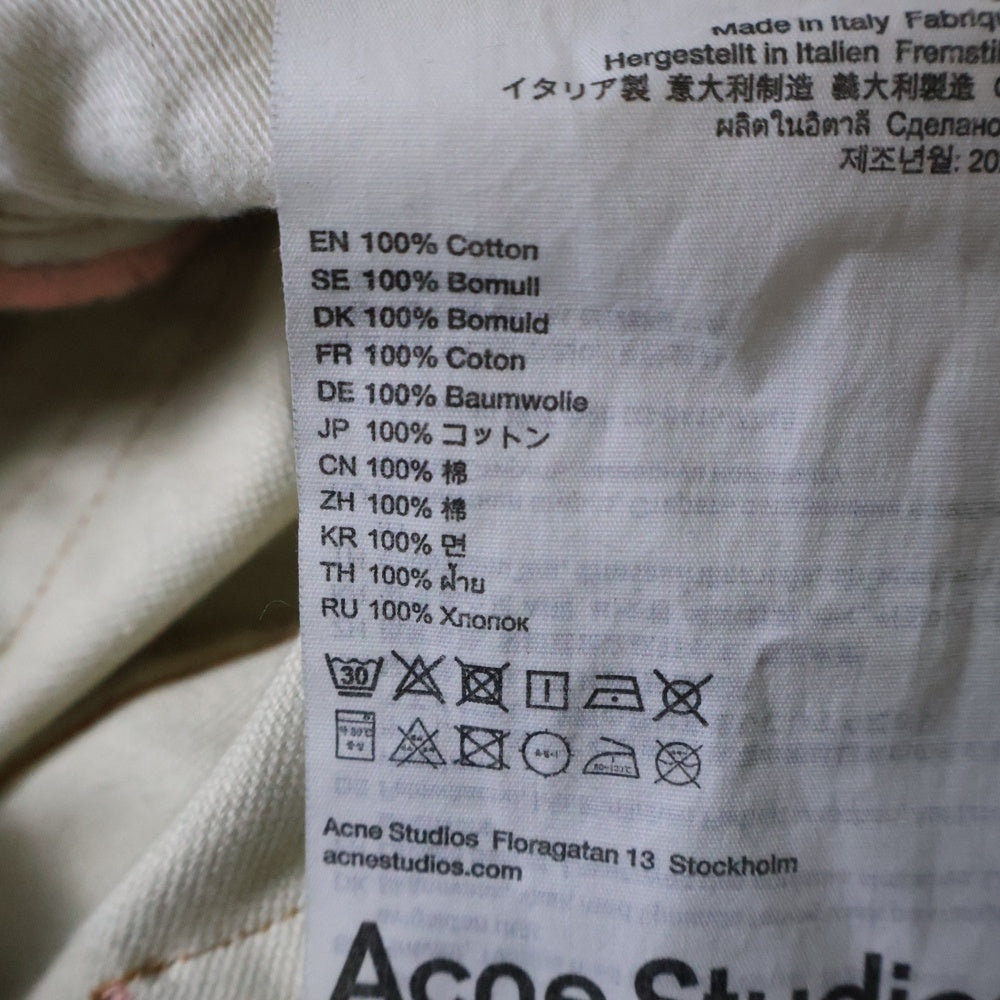 Made in Italy Fabriq
Hergestellt in Italien Fremsti
イタリア製 意大利制造 義大利製造
ผลิตในอิตาลี Сделано
제조년월: 20
EN 100% Cotton
SE 100% Bomull
DK 100% Bomuld
FR 100% Coton
DE 100% Baumwolle
JP 100% コットン
CN 100% 棉
ZH 100% 棉
KR 100% 면
TH 100% ฝ้าย
RU 100% Хлопок
30
Acne Studios Floragatan 13 Stockholm
acnestudios.com
Acne Studio